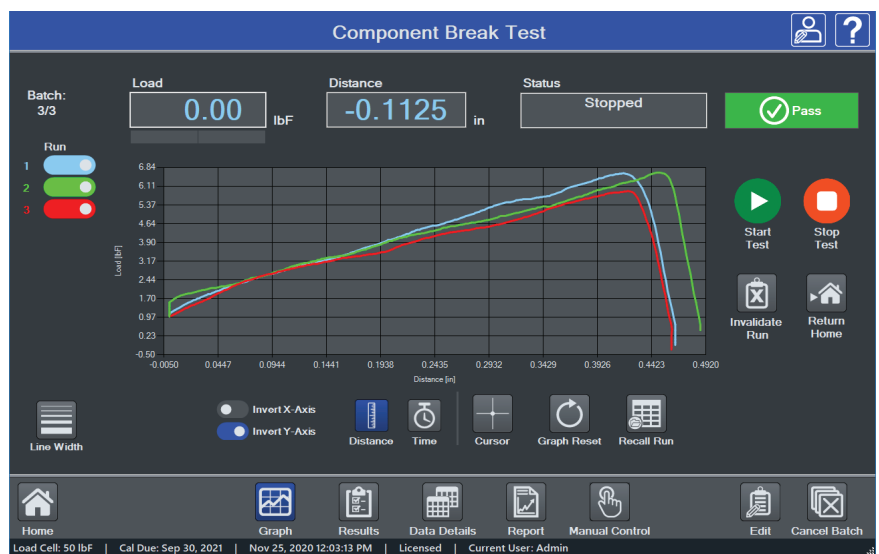 Component Break Test
?
Batch:
3/3
Load
0.00 lbF
Distance
-0.1125 in
Status
Stopped
Pass
Run
1
2
3
6.84
6.11
5.37
4.64
3.90
3.17
2.44
1.70
0.97
0.23
-0.50
Load [lbF]
-0.0050 0.0447 0.0944 0.1441 0.1938 0.2435 0.2932 0.3429 0.3926 0.4423 0.4920
Distance [in]
Start
Test
Stop
Test
Invalidate
Run
Return
Home
Line Width
Invert X-Axis
Invert Y-Axis
Distance
Time
Cursor
Graph Reset
Recall Run
Home
Graph
Results
Data Details
Report
Manual Control
Edit
Cancel Batch
Load Cell: 50 lbF | Cal Due: Sep 30, 2021 | Nov 25, 2020 12:03:13 PM | Licensed | Current User: Admin